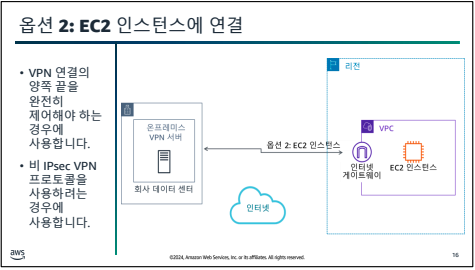 옵션 2: EC2 인스턴스에 연결
• VPN 연결의
양쪽 끝을
완전히
제어해야 하는
경우에
사용합니다.
• 비 IPsec VPN
프로토콜을
사용하려는
경우에
사용합니다.
온프레미스
VPN 서버
회사 데이터 센터
옵션 2: EC2 인스턴스
인터넷
리전
VPC
인터넷
게이트웨이
EC2 인스턴스
aws
©2024, Amazon Web Services, Inc. or its affiliates. All rights reserved.
16